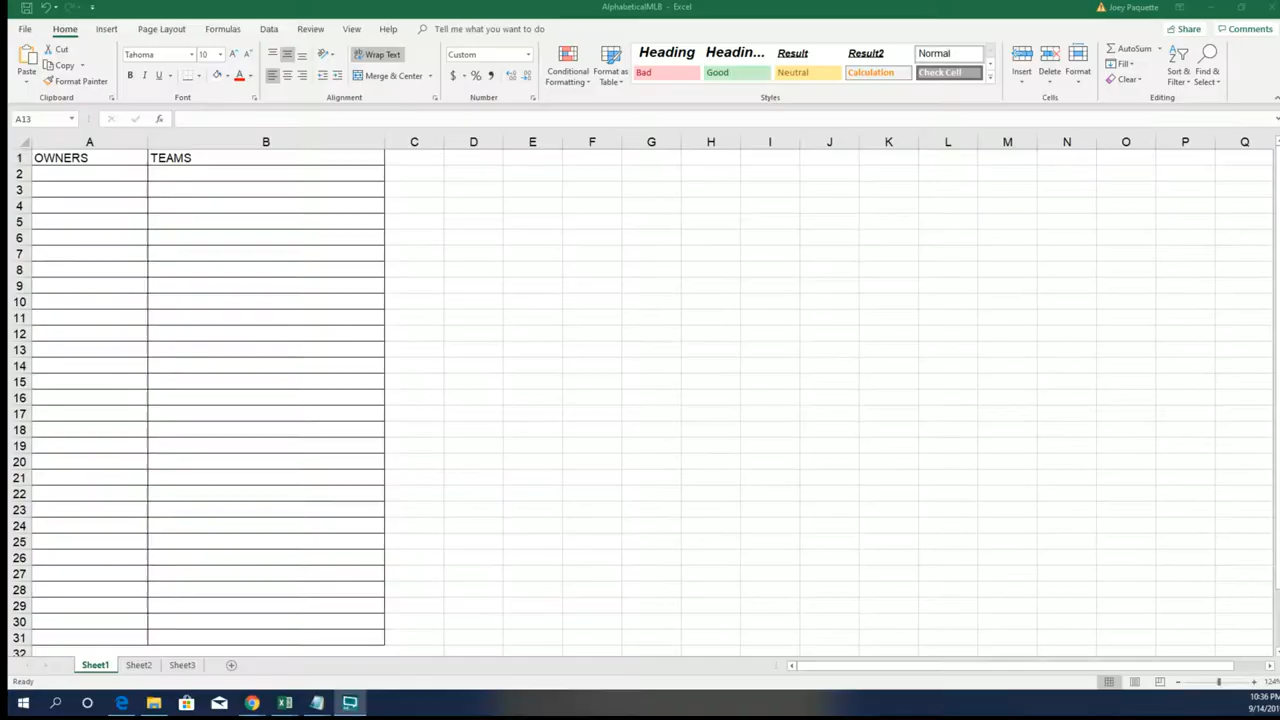 AlphabeticalMLB - Excel
Joey Paquette
File Home Insert Page Layout Formulas Data Review View Help Tell me what you want to do Share Comments
Paste Cut Copy Format Painter
Clipboard
Tahoma 10
B I U A
Font
Wrap Text
Merge & Center
Alignment
Custom
$ % ,
Number
Conditional Formatting
Format as Table
Heading Headin... Result Result2 Normal
Bad Good Neutral Calculation Check Cell
Styles
Insert Delete Format
Cells
AutoSum
Fill
Clear
Sort & Filter
Find & Select
Editing
A13 fx
A B C D E F G H I J K L M N O P Q
1 OWNERS TEAMS
2
3
4
5
6
7
8
9
10
11
12
13
14
15
16
17
18
19
20
21
22
23
24
25
26
27
28
29
30
31
32
Sheet1 Sheet2 Sheet3
Ready
10:36 PM